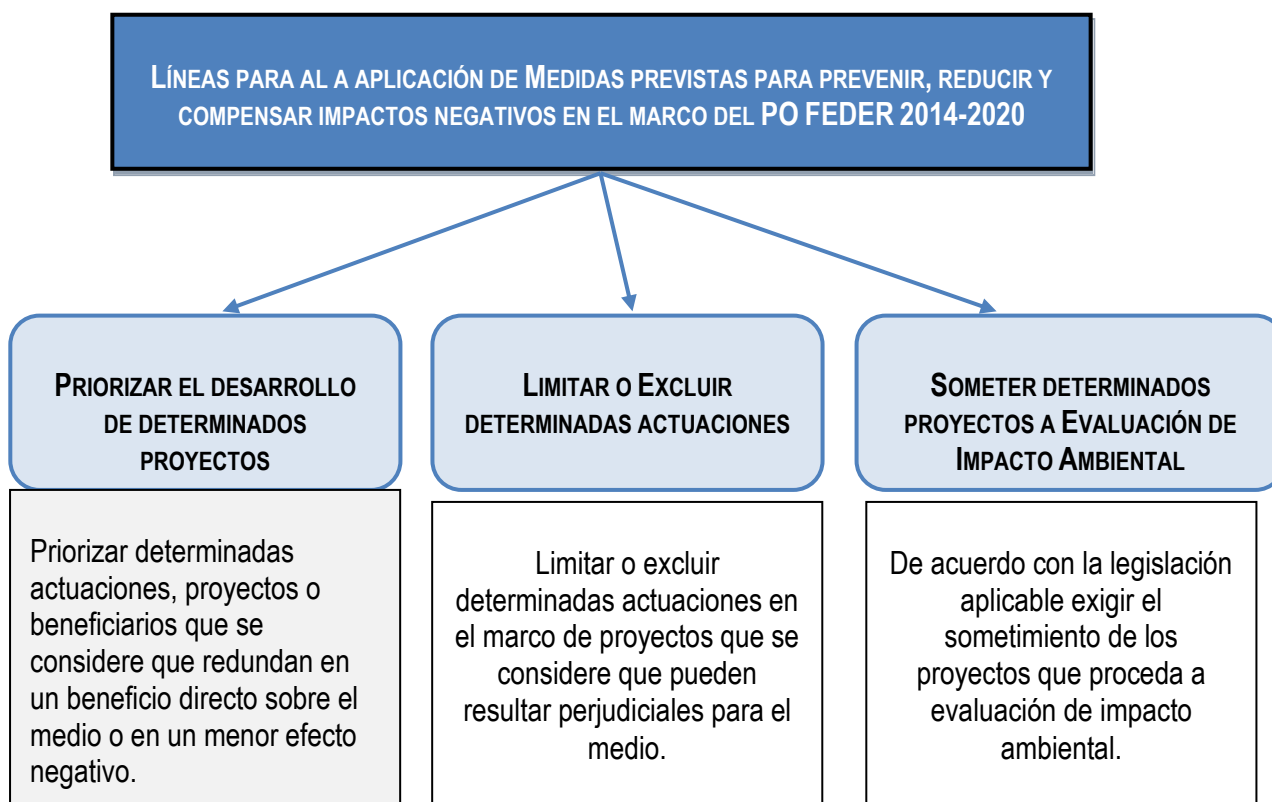 LÍNEAS PARA AL A APLICACIÓN DE MEDIDAS PREVISTAS PARA PREVENIR, REDUCIR Y
COMPENSAR IMPACTOS NEGATIVOS EN EL MARCO DEL PO FEDER 2014-2020
PRIORIZAR EL DESARROLLO
DE DETERMINADOS
PROYECTOS
Priorizar determinadas
actuaciones, proyectos o
beneficiarios que se
considere que redundan en
un beneficio directo sobre el
medio o en un menor efecto
negativo.
LIMITAR O EXCLUIR
DETERMINADAS ACTUACIONES
Limitar o excluir
determinadas actuaciones en
el marco de proyectos que se
considere que pueden
resultar perjudiciales para el
medio.
SOMETER DETERMINADOS
PROYECTOS A EVALUACIÓN DE
IMPACTO AMBIENTAL
De acuerdo con la legislación
aplicable exigir el
sometimiento de los
proyectos que proceda a
evaluación de impacto
ambiental.